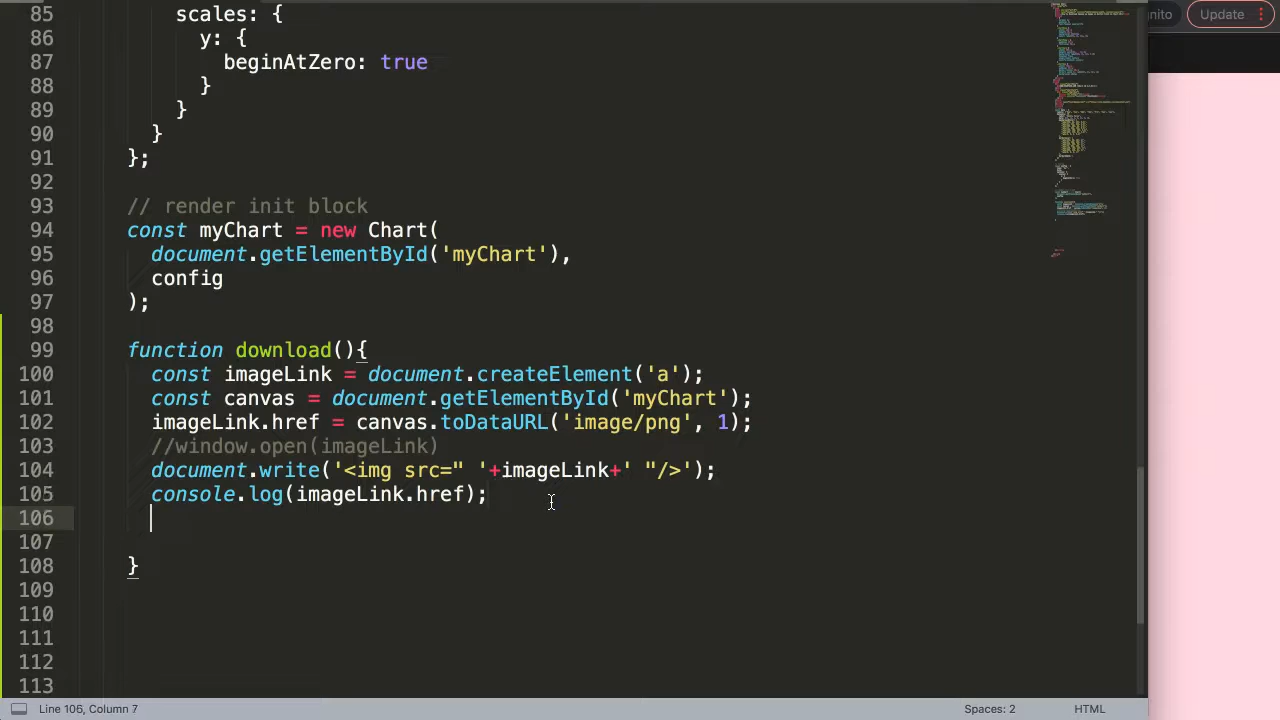 85 scales: {
86 y: {
87 beginAtZero: true
88 }
89 }
90 }
91 };
92
93 // render init block
94 const myChart = new Chart(
95 document.getElementById('myChart'),
96 config
97 );
98
99 function download(){
100 const imageLink = document.createElement('a');
101 const canvas = document.getElementById('myChart');
102 imageLink.href = canvas.toDataURL('image/png', 1);
103 //window.open(imageLink)
104 document.write('<img src=" '+imageLink+' "/>');
105 console.log(imageLink.href);
106
107
108 }
109
110
111
112
113
Line 106, Column 7
Spaces: 2
HTML
nito
Update